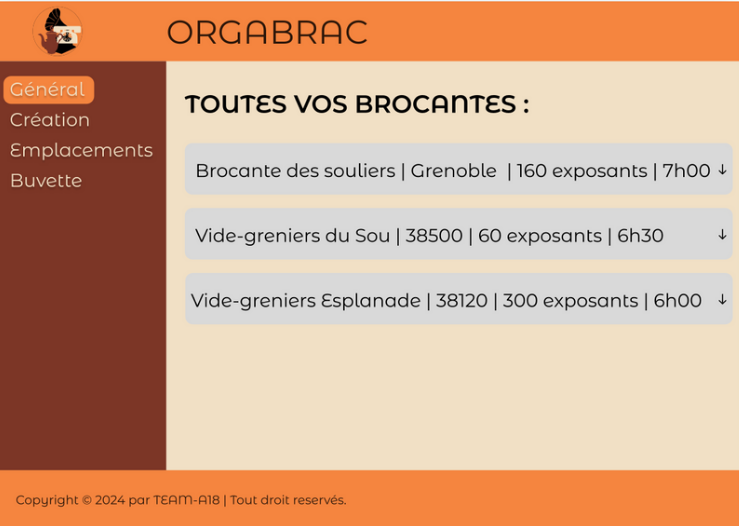 ORGABRAC
Général
Création
Emplacements
Buvette
TOUTES VOS BROCANTES :
Brocante des souliers | Grenoble | 160 exposants | 7h00 ↓
Vide-greniers du Sou | 38500 | 60 exposants | 6h30 ↓
Vide-greniers Esplanade | 38120 | 300 exposants | 6h00 ↓
Copyright © 2024 par TEAM-A18 | Tout droit reservés.